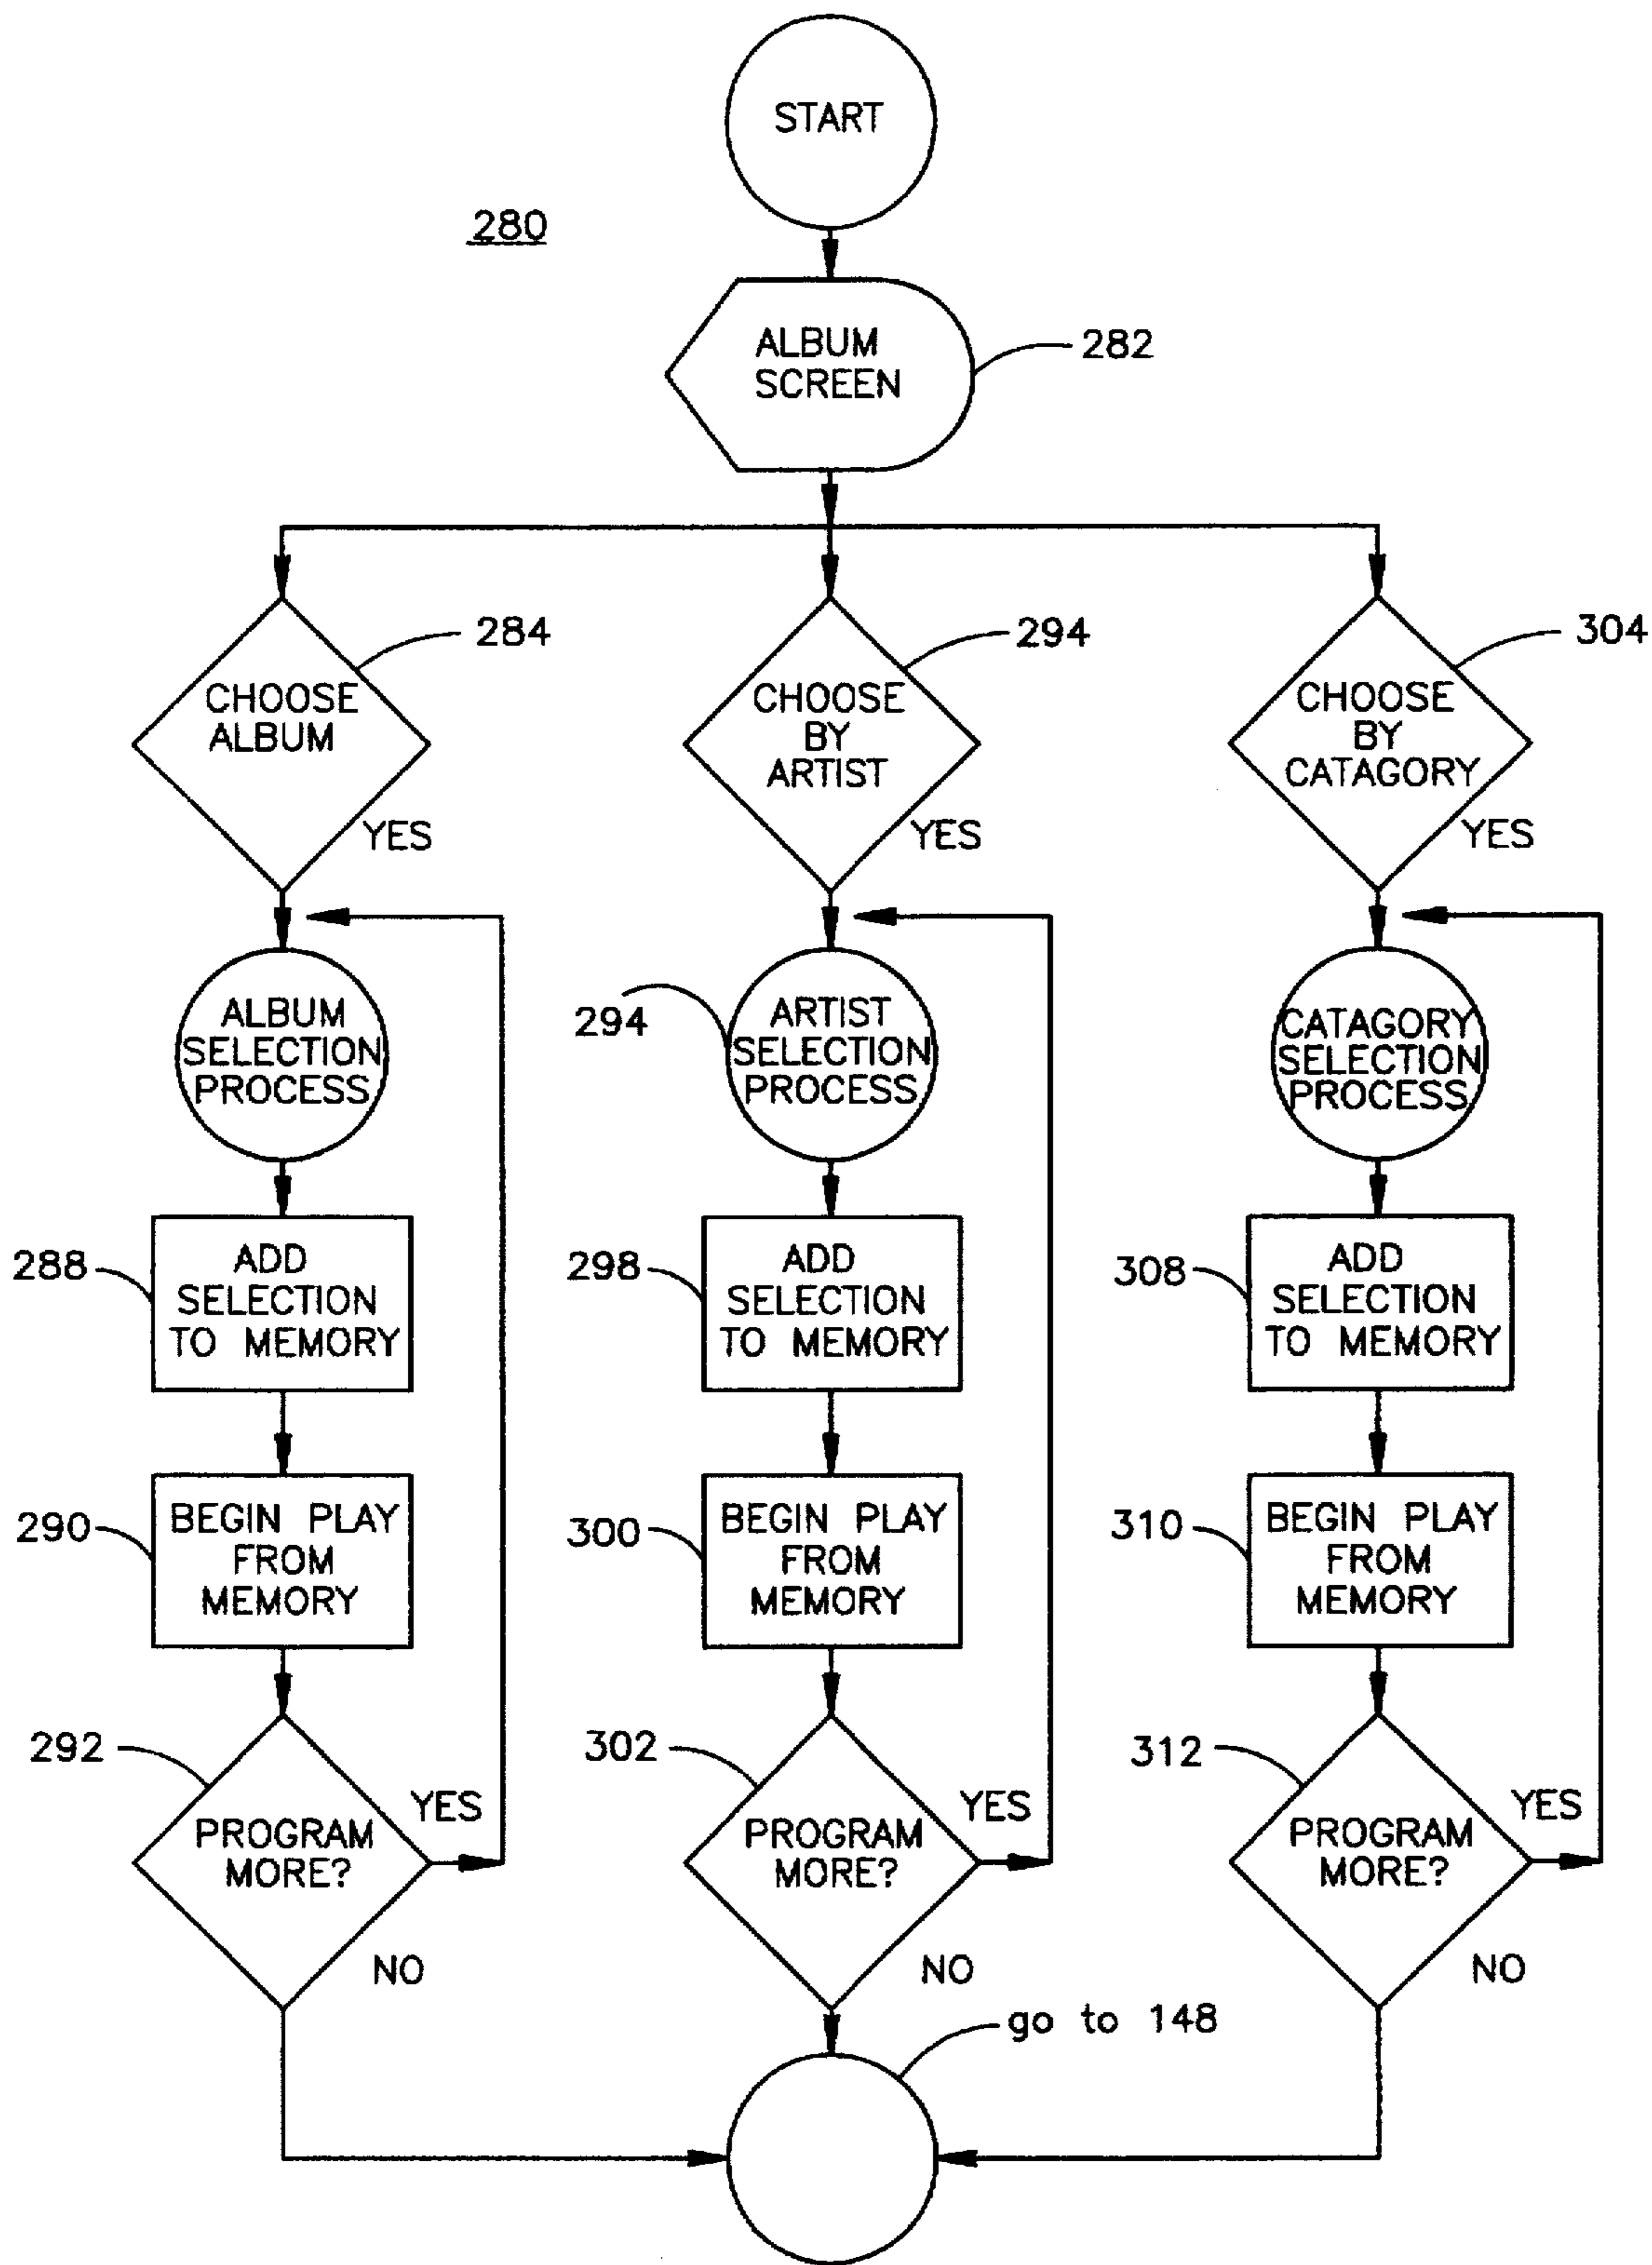 START
280
ALBUM
SCREEN
282
284
CHOOSE
ALBUM
YES
294
CHOOSE
BY
ARTIST
YES
304
CHOOSE
BY
CATAGORY
YES
ALBUM
SELECTION
PROCESS
294
ARTIST
SELECTION
PROCESS
CATAGORY
SELECTION
PROCESS
288
ADD
SELECTION
TO MEMORY
298
ADD
SELECTION
TO MEMORY
308
ADD
SELECTION
TO MEMORY
290
BEGIN PLAY
FROM
MEMORY
300
BEGIN PLAY
FROM
MEMORY
310
BEGIN PLAY
FROM
MEMORY
292
PROGRAM
MORE?
YES
NO
302
PROGRAM
MORE?
YES
NO
312
PROGRAM
MORE?
YES
NO
go to 148